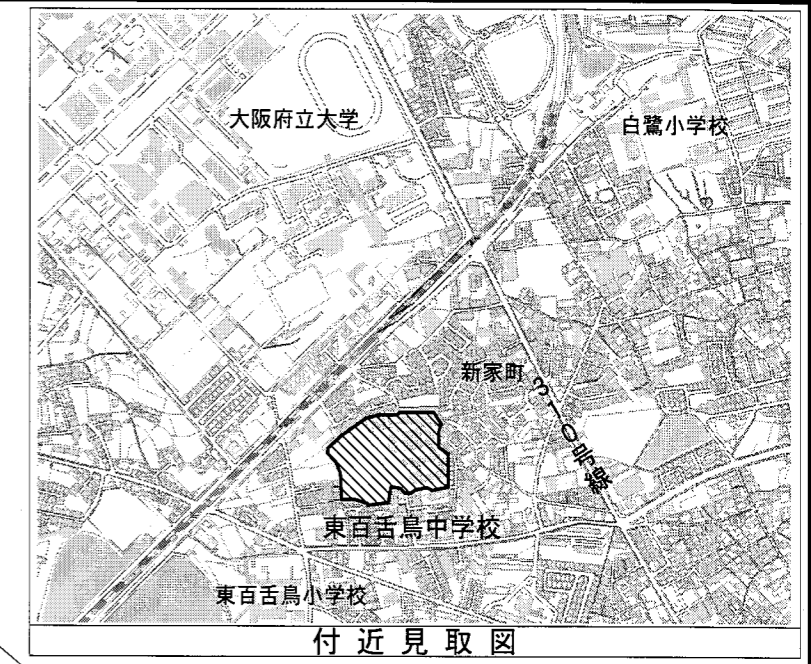 大阪府立大学
白鷺小学校
新家町
310号線
東百舌鳥中学校
東百舌鳥小学校
付近見取図